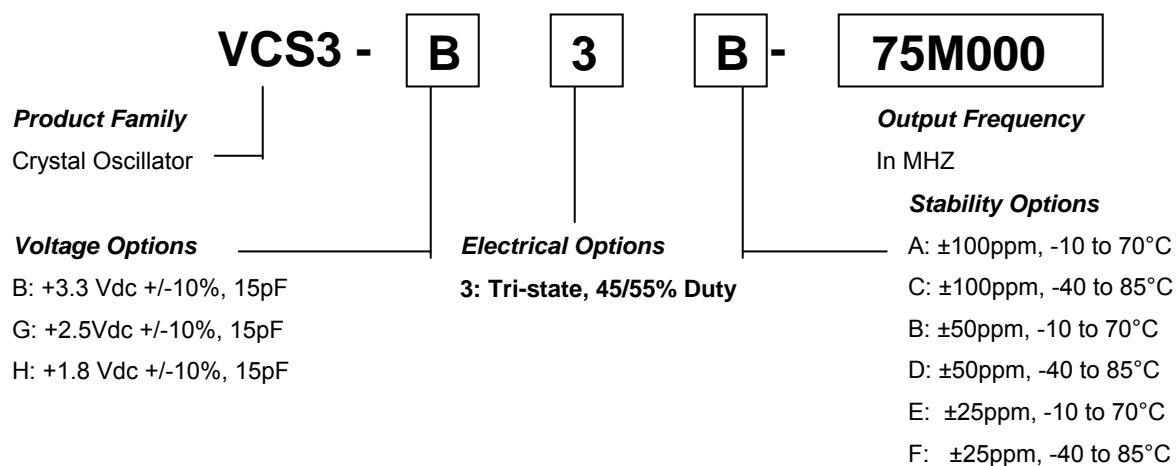 VCS3 - B 3 B - 75M000
Product Family
Crystal Oscillator
Output Frequency
In MHZ
Voltage Options
B: +3.3 Vdc +/-10%, 15pF
G: +2.5Vdc +/-10%, 15pF
H: +1.8 Vdc +/-10%, 15pF
Electrical Options
3: Tri-state, 45/55% Duty
Stability Options
A: ±100ppm, -10 to 70°C
C: ±100ppm, -40 to 85°C
B: ±50ppm, -10 to 70°C
D: ±50ppm, -40 to 85°C
E: ±25ppm, -10 to 70°C
F: ±25ppm, -40 to 85°C